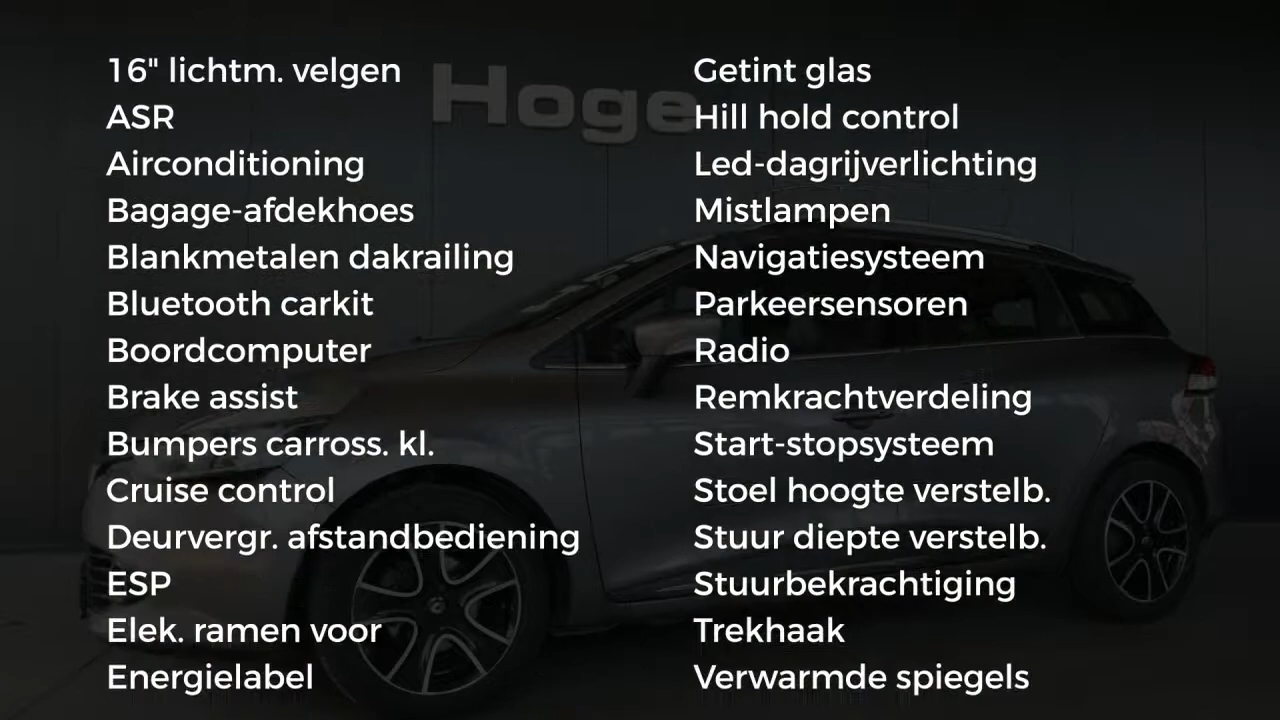 Hoge
16" lichtm. velgen
ASR
Airconditioning
Bagage-afdekhoes
Blankmetalen dakrailing
Bluetooth carkit
Boordcomputer
Brake assist
Bumpers carross. kl.
Cruise control
Deurvergr. afstandbediening
ESP
Elek. ramen voor
Energielabel
Getint glas
Hill hold control
Led-dagrijverlichting
Mistlampen
Navigatiesysteem
Parkeersensoren
Radio
Remkrachtverdeling
Start-stopsysteem
Stoel hoogte verstelb.
Stuur diepte verstelb.
Stuurbekrachtiging
Trekhaak
Verwarmde spiegels